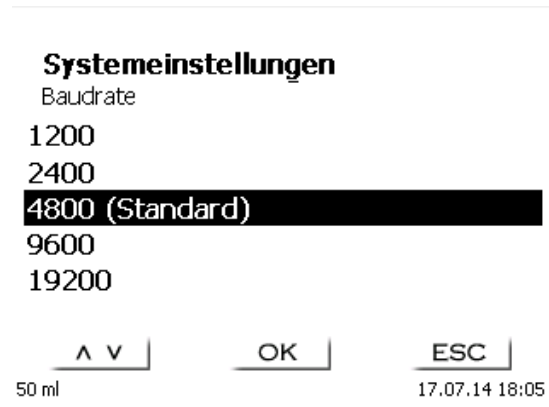 Systemeinstellungen
Baudrate
1200
2400
4800 (Standard)
9600
19200
∧ ∨ OK ESC
50 ml 17.07.14 18:05